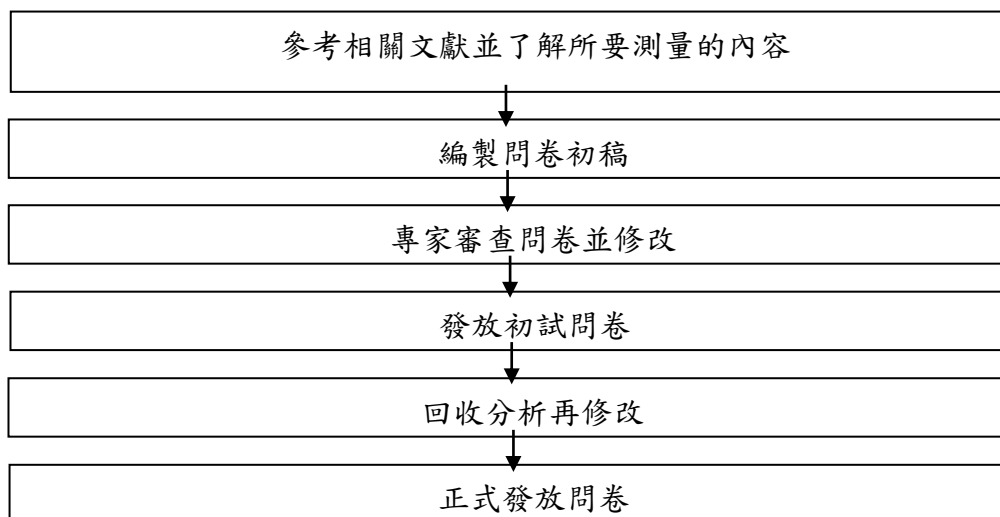 參考相關文獻並了解所要測量的內容
編製問卷初稿
專家審查問卷並修改
發放初試問卷
回收分析再修改
正式發放問卷